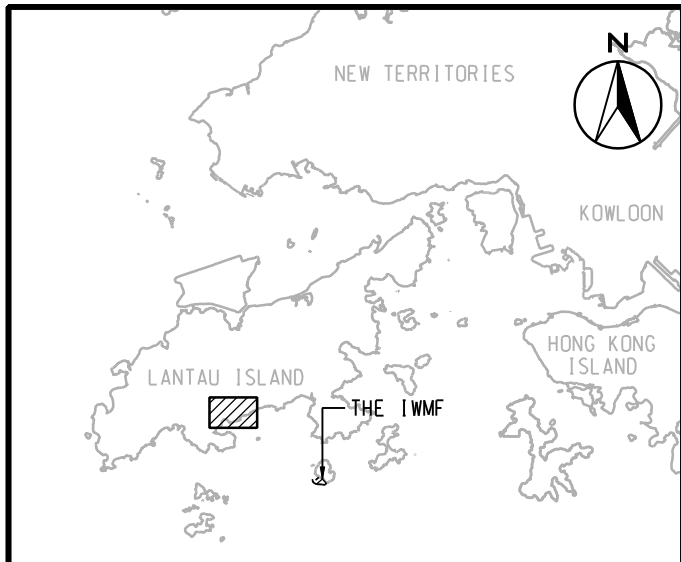 N
NEW TERRITORIES
KOWLOON
HONG KONG
ISLAND
LANTAU ISLAND
THE IWMF